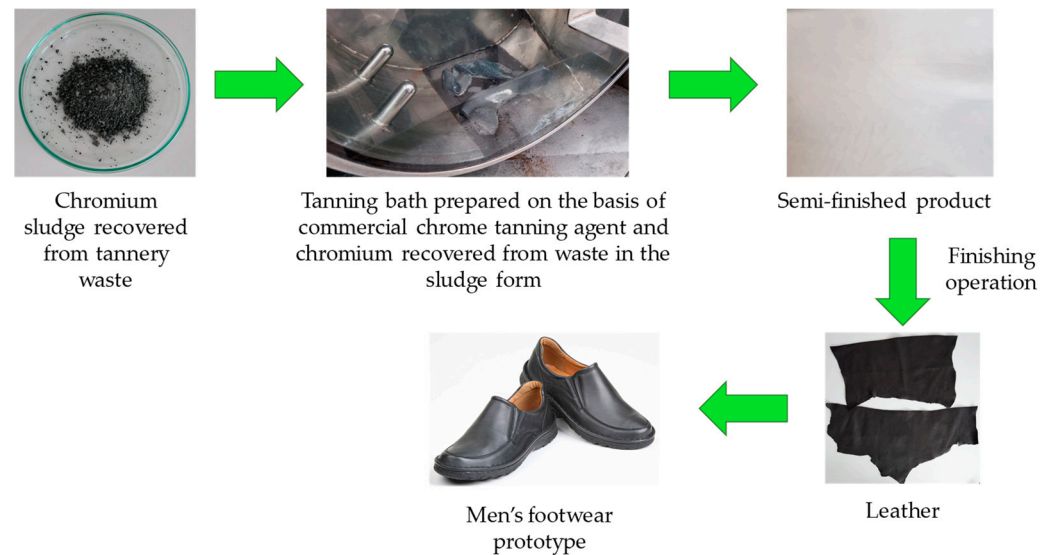 Chromium
sludge recovered
from tannery
waste
Tanning bath prepared on the basis of
commercial chrome tanning agent and
chromium recovered from waste in the
sludge form
Semi-finished product
Finishing
operation
Leather
Men's footwear
prototype